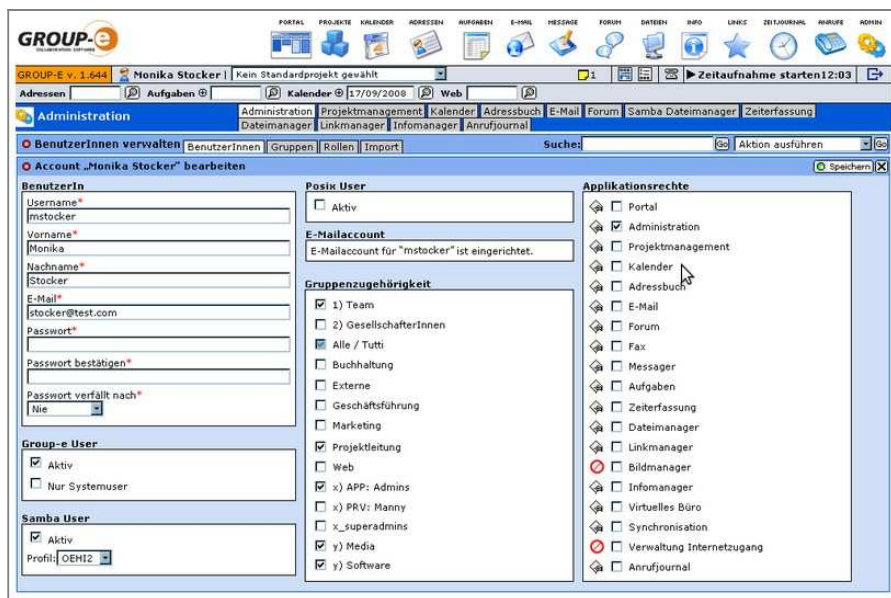 PORTAL PROJEKTE KALENDER ADRESSEN AUFGABEN E-MAIL MESSAGE FORUM DATEIEN INFO LINKS ZEITJOURNAL ANRUFE ADMIN
GROUP-e
COLLABORATION SOFTWARE
GROUP-E v. 1.644 Monika Stocker | Kein Standardprojekt gewählt 1 Zeitaufnahme starten 12:03
Adressen Aufgaben Kalender 17/09/2008 Web
Administration Administration Projektmanagement Kalender Adressbuch E-Mail Forum Samba Dateimanager Zeiterfassung
Dateimanager Linkmanager Infomanager Anrufjournal
BenutzerInnen verwalten BenutzerInnen Gruppen Rollen Import Suche: Go Aktion ausführen Go
Account „Monika Stocker” bearbeiten Speichern X
BenutzerIn
Username*
mstocker
Vorname*
Monika
Nachname*
Stocker
E-Mail*
stocker@test.com
Passwort*
Passwort bestätigen*
Passwort verfällt nach*
Nie
Group-e User
Aktiv
Nur Systemuser
Samba User
Aktiv
Profil: OEHI2
Posix User
Aktiv
E-Mailaccount
E-Mailaccount für "mstocker" ist eingerichtet.
Gruppenzugehörigkeit
1) Team
2) GesellschafterInnen
Alle / Tutti
Buchhaltung
Externe
Geschäftsführung
Marketing
Projektleitung
Web
x) APP: Admins
x) PRV: Manny
x_superadmins
y) Media
y) Software
Applikationsrechte
Portal
Administration
Projektmanagement
Kalender
Adressbuch
E-Mail
Forum
Fax
Messager
Aufgaben
Zeiterfassung
Dateimanager
Linkmanager
Bildmanager
Infomanager
Virtuelles Büro
Synchronisation
Verwaltung Internetzugang
Anrufjournal